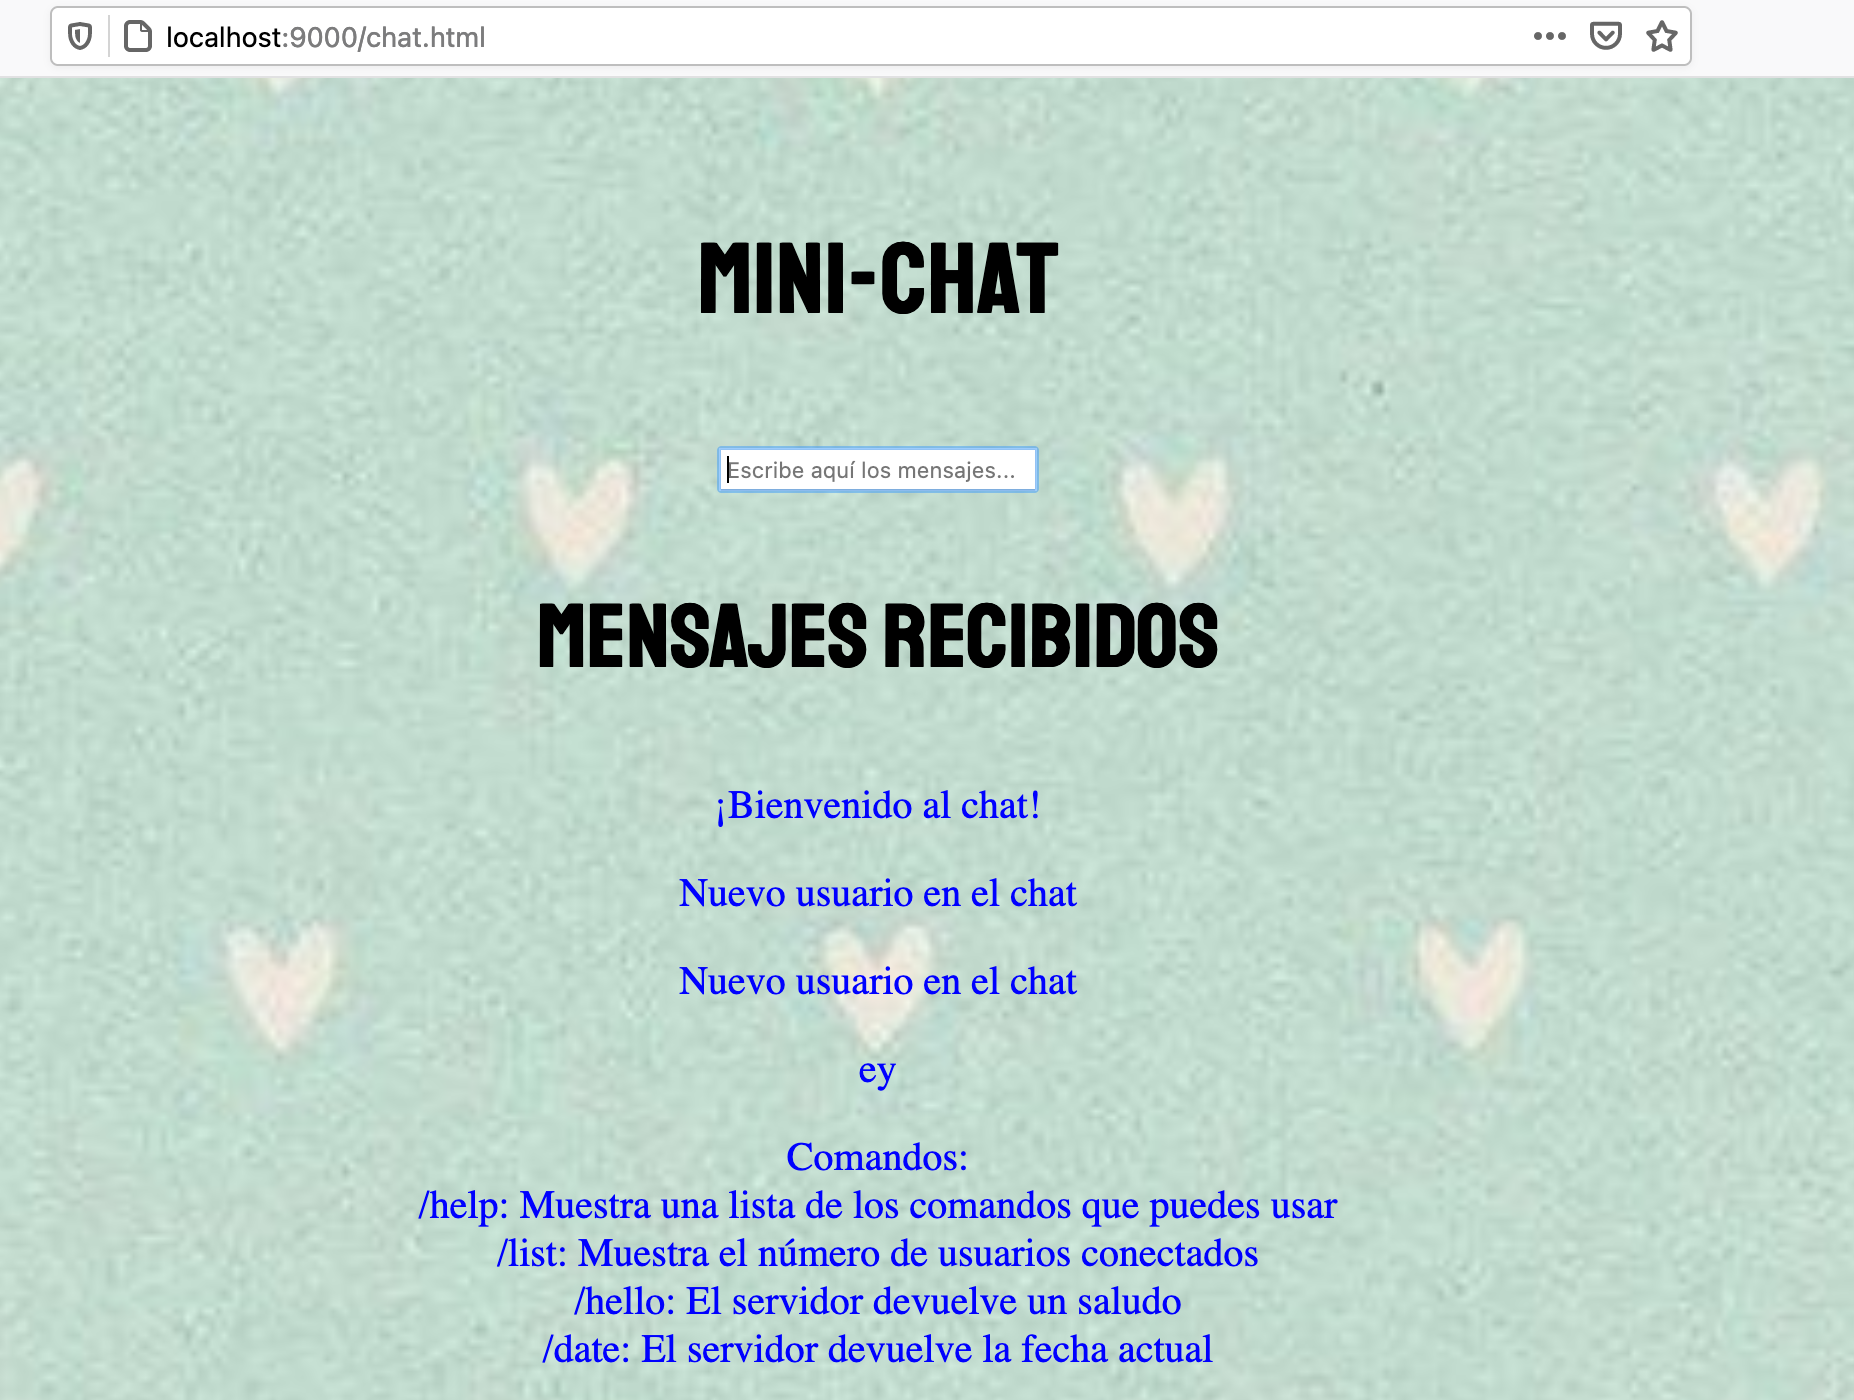 localhost:9000/chat.html
MINI-CHAT
Escribe aquí los mensajes...
MENSAJES RECIBIDOS
¡Bienvenido al chat!
Nuevo usuario en el chat
Nuevo usuario en el chat
ey
Comandos:
/help: Muestra una lista de los comandos que puedes usar
/list: Muestra el número de usuarios conectados
/hello: El servidor devuelve un saludo
/date: El servidor devuelve la fecha actual